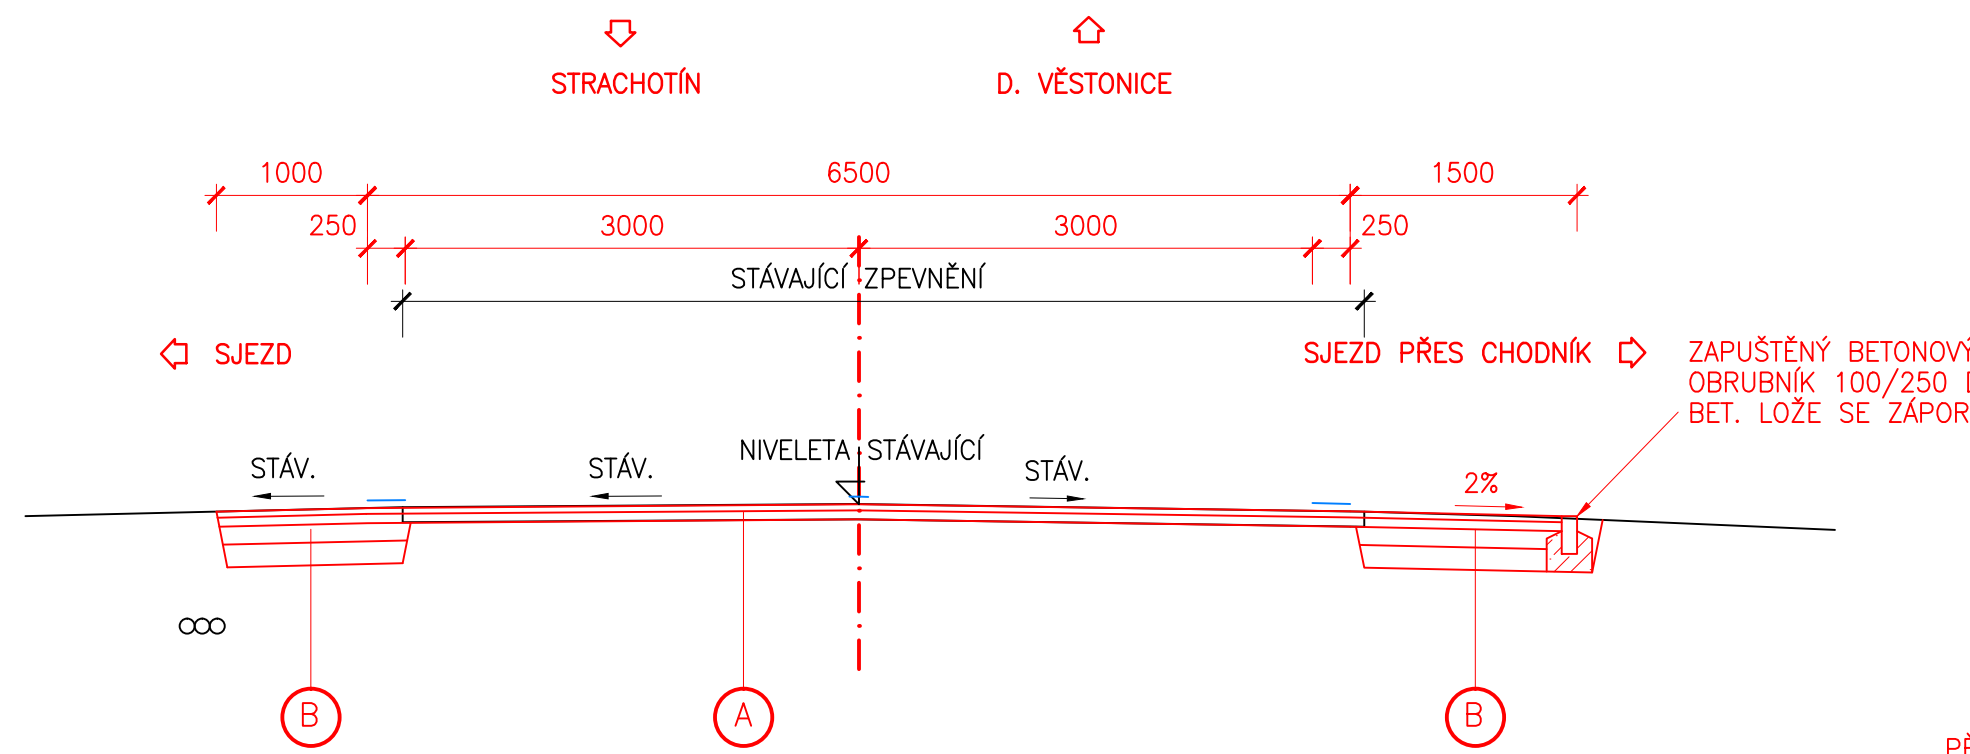 STRACHOTÍN
D. VĚSTONICE
1000
6500
1500
250
3000
3000
250
STÁVAJÍCÍ ZPEVNĚNÍ
SJEZD
SJEZD PŘES CHODNÍK
ZAPUŠTĚNÝ BETONOVÝ
OBRUBNÍK 100/250
BET. LOŽE SE ZÁPOR
NIVELETA STÁVAJÍCÍ
STÁV.
STÁV.
STÁV.
2%
B
A
B